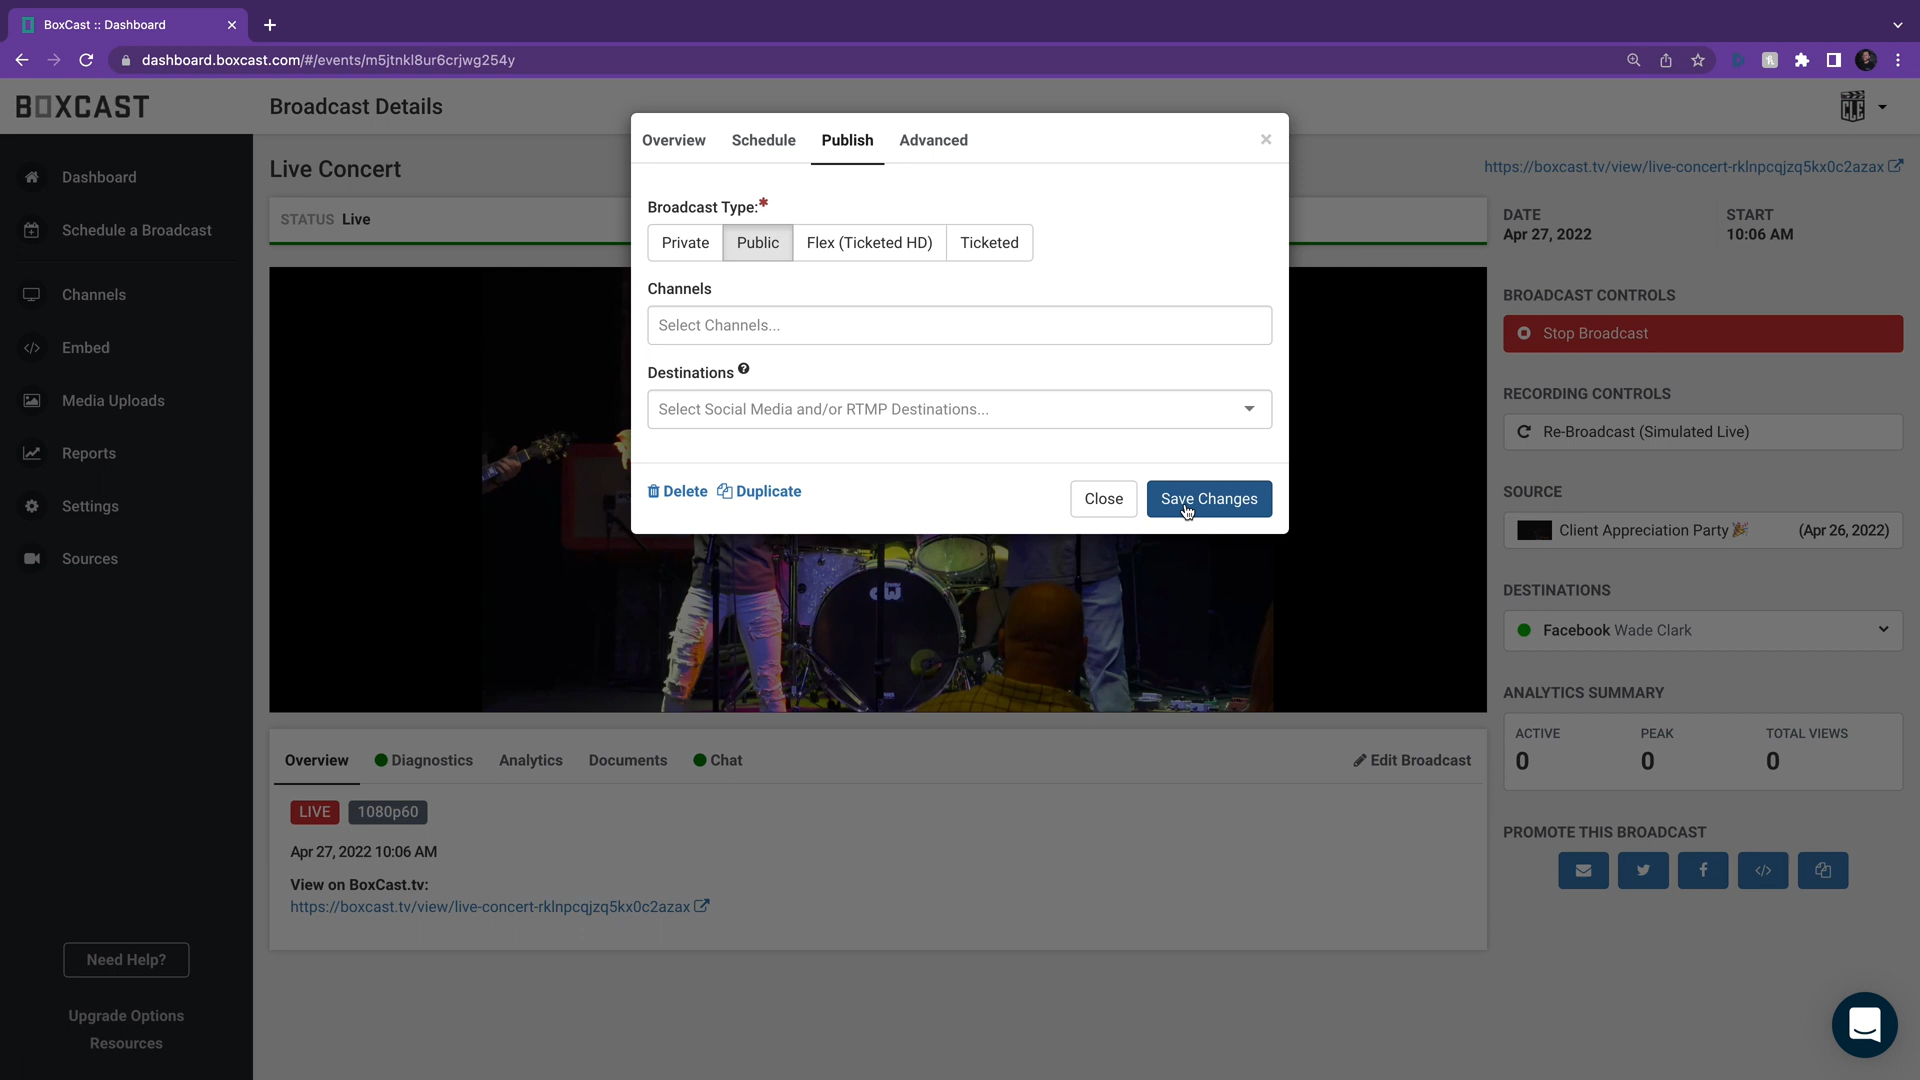 BoxCast :: Dashboard
dashboard.boxcast.com/#/events/m5jtnkl8ur6crjwg254y
BOXCAST
Broadcast Details
CLE
Dashboard
Schedule a Broadcast
Channels
Embed
Media Uploads
Reports
Settings
Sources
Need Help?
Upgrade Options
Resources
Live Concert
STATUS Live
https://boxcast.tv/view/live-concert-rklnpcqjzq5kx0c2azax
Overview Schedule Publish Advanced
Broadcast Type:*
Private Public Flex (Ticketed HD) Ticketed
Channels
Select Channels...
Destinations
Select Social Media and/or RTMP Destinations...
Delete Duplicate
Close Save Changes
Overview Diagnostics Analytics Documents Chat
Edit Broadcast
LIVE 1080p60
Apr 27, 2022 10:06 AM
View on BoxCast.tv:
https://boxcast.tv/view/live-concert-rklnpcqjzq5kx0c2azax
DATE START
Apr 27, 2022 10:06 AM
BROADCAST CONTROLS
Stop Broadcast
RECORDING CONTROLS
Re-Broadcast (Simulated Live)
SOURCE
Client Appreciation Party🎉 (Apr 26, 2022)
DESTINATIONS
Facebook Wade Clark
ANALYTICS SUMMARY
ACTIVE PEAK TOTAL VIEWS
0 0 0
PROMOTE THIS BROADCAST